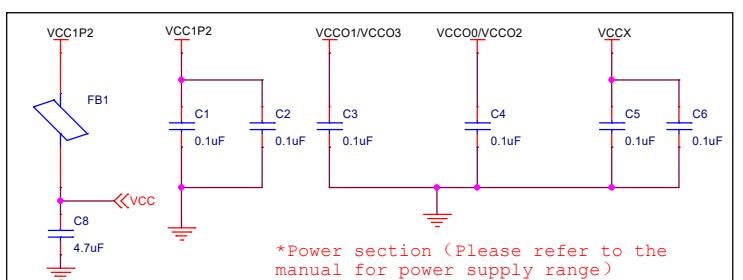 VCC1P2 VCC1P2 VCCO1/VCCO3 VCCO0/VCCO2 VCCX
FB1
C1 C2 C3 C4 C5 C6
0.1uF 0.1uF 0.1uF 0.1uF 0.1uF 0.1uF
VCC
C8
4.7uF
*Power section (Please refer to the
manual for power supply range)